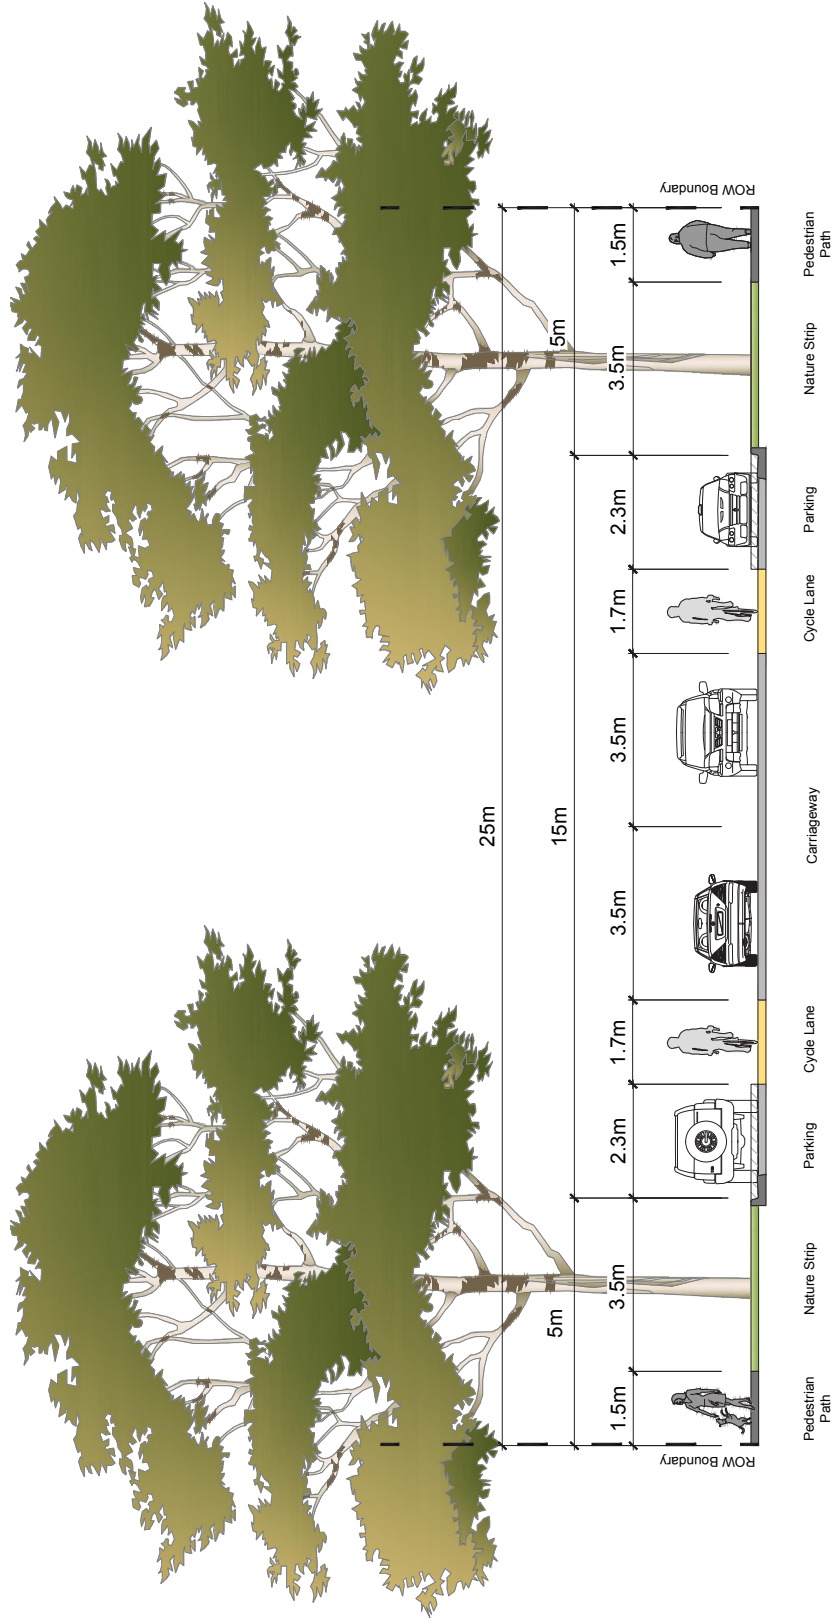 25m
5m
15m
5m
1.5m
3.5m
2.3m
1.7m
3.5m
3.5m
1.7m
2.3m
3.5m
1.5m
ROW Boundary
ROW Boundary
Pedestrian
Path
Nature Strip
Parking
Cycle Lane
Carriageway
Cycle Lane
Parking
Nature Strip
Pedestrian
Path